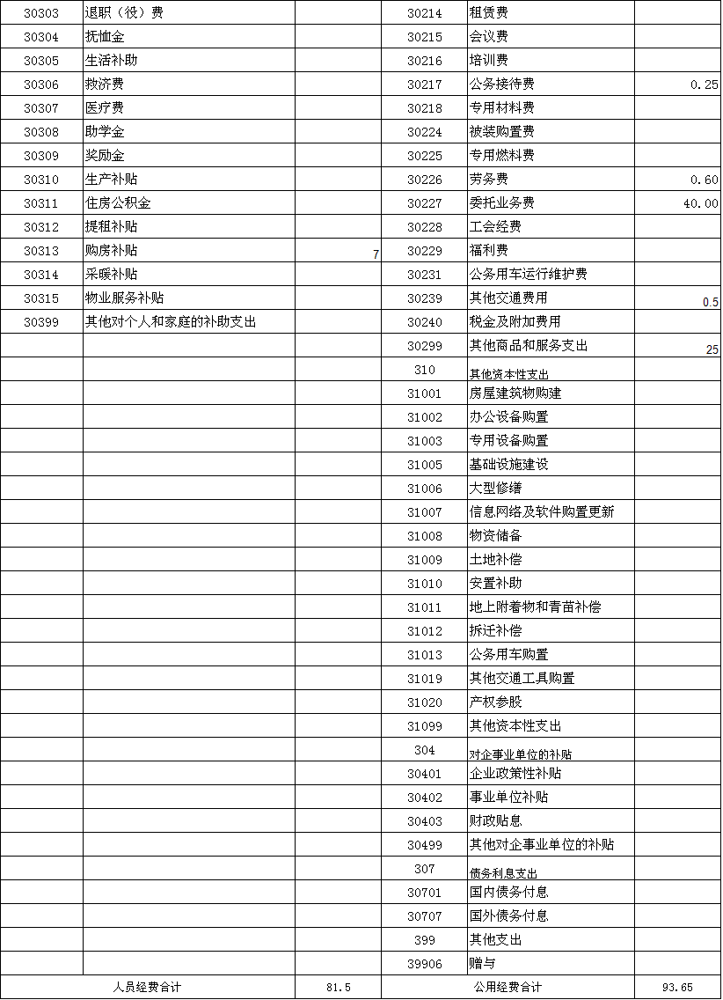 30303 退职（役）费 30214 租赁费
30304 抚恤金 30215 会议费
30305 生活补助 30216 培训费
30306 救济费 30217 公务接待费 0.25
30307 医疗费 30218 专用材料费
30308 助学金 30224 被装购置费
30309 奖励金 30225 专用燃料费
30310 生产补贴 30226 劳务费 0.60
30311 住房公积金 30227 委托业务费 40.00
30312 提租补贴 30228 工会经费
30313 购房补贴 7 30229 福利费
30314 采暖补贴 30231 公务用车运行维护费
30315 物业服务补贴 30239 其他交通费用 0.5
30399 其他对个人和家庭的补助支出 30240 税金及附加费用
30299 其他商品和服务支出 25
310 其他资本性支出
31001 房屋建筑物购建
31002 办公设备购置
31003 专用设备购置
31005 基础设施建设
31006 大型修缮
31007 信息网络及软件购置更新
31008 物资储备
31009 土地补偿
31010 安置补助
31011 地上附着物和青苗补偿
31012 拆迁补偿
31013 公务用车购置
31019 其他交通工具购置
31020 产权参股
31099 其他资本性支出
304 对企事业单位的补贴
30401 企业政策性补贴
30402 事业单位补贴
30403 财政贴息
30499 其他对企事业单位的补贴
307 债务利息支出
30701 国内债务付息
30707 国外债务付息
399 其他支出
39906 赠与
人员经费合计 81.5 公用经费合计 93.65